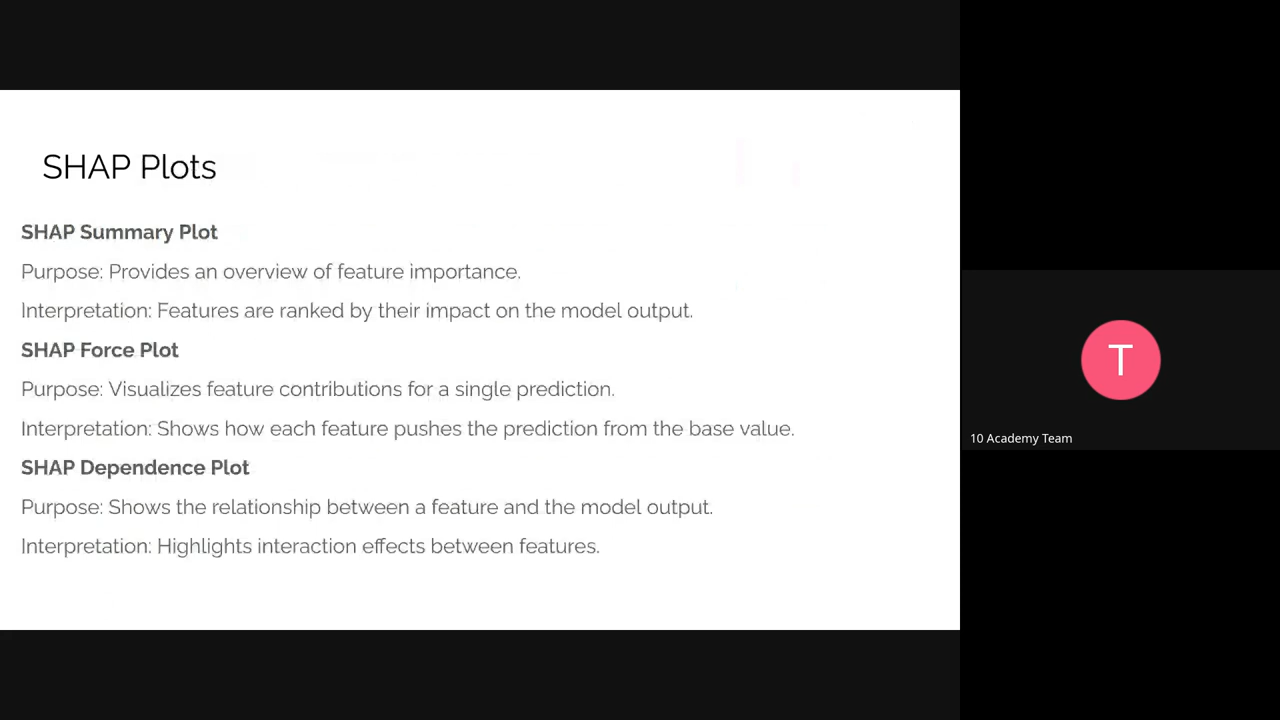 SHAP Plots
SHAP Summary Plot
Purpose: Provides an overview of feature importance.
Interpretation: Features are ranked by their impact on the model output.
SHAP Force Plot
Purpose: Visualizes feature contributions for a single prediction.
Interpretation: Shows how each feature pushes the prediction from the base value.
SHAP Dependence Plot
Purpose: Shows the relationship between a feature and the model output.
Interpretation: Highlights interaction effects between features.
T
10 Academy Team